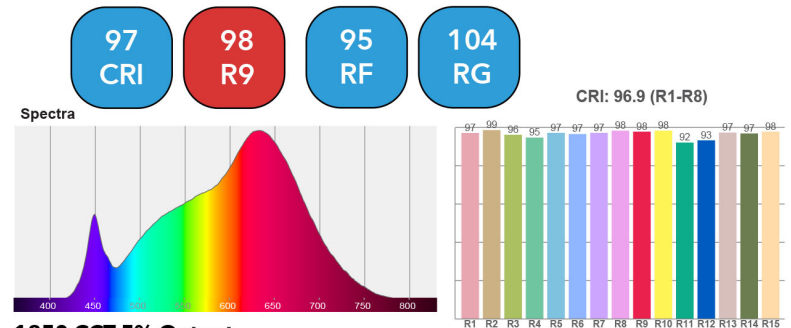 97 98 95 104
CRI R9 RF RG
CRI: 96.9 (R1-R8)
Spectra
97 99 96 95 97 96 97 98 98 98 92 93 97 97 98
400 450 500 550 600 650 700 750 800
R1 R2 R3 R4 R5 R6 R7 R8 R9 R10 R11 R12 R13 R14 R15